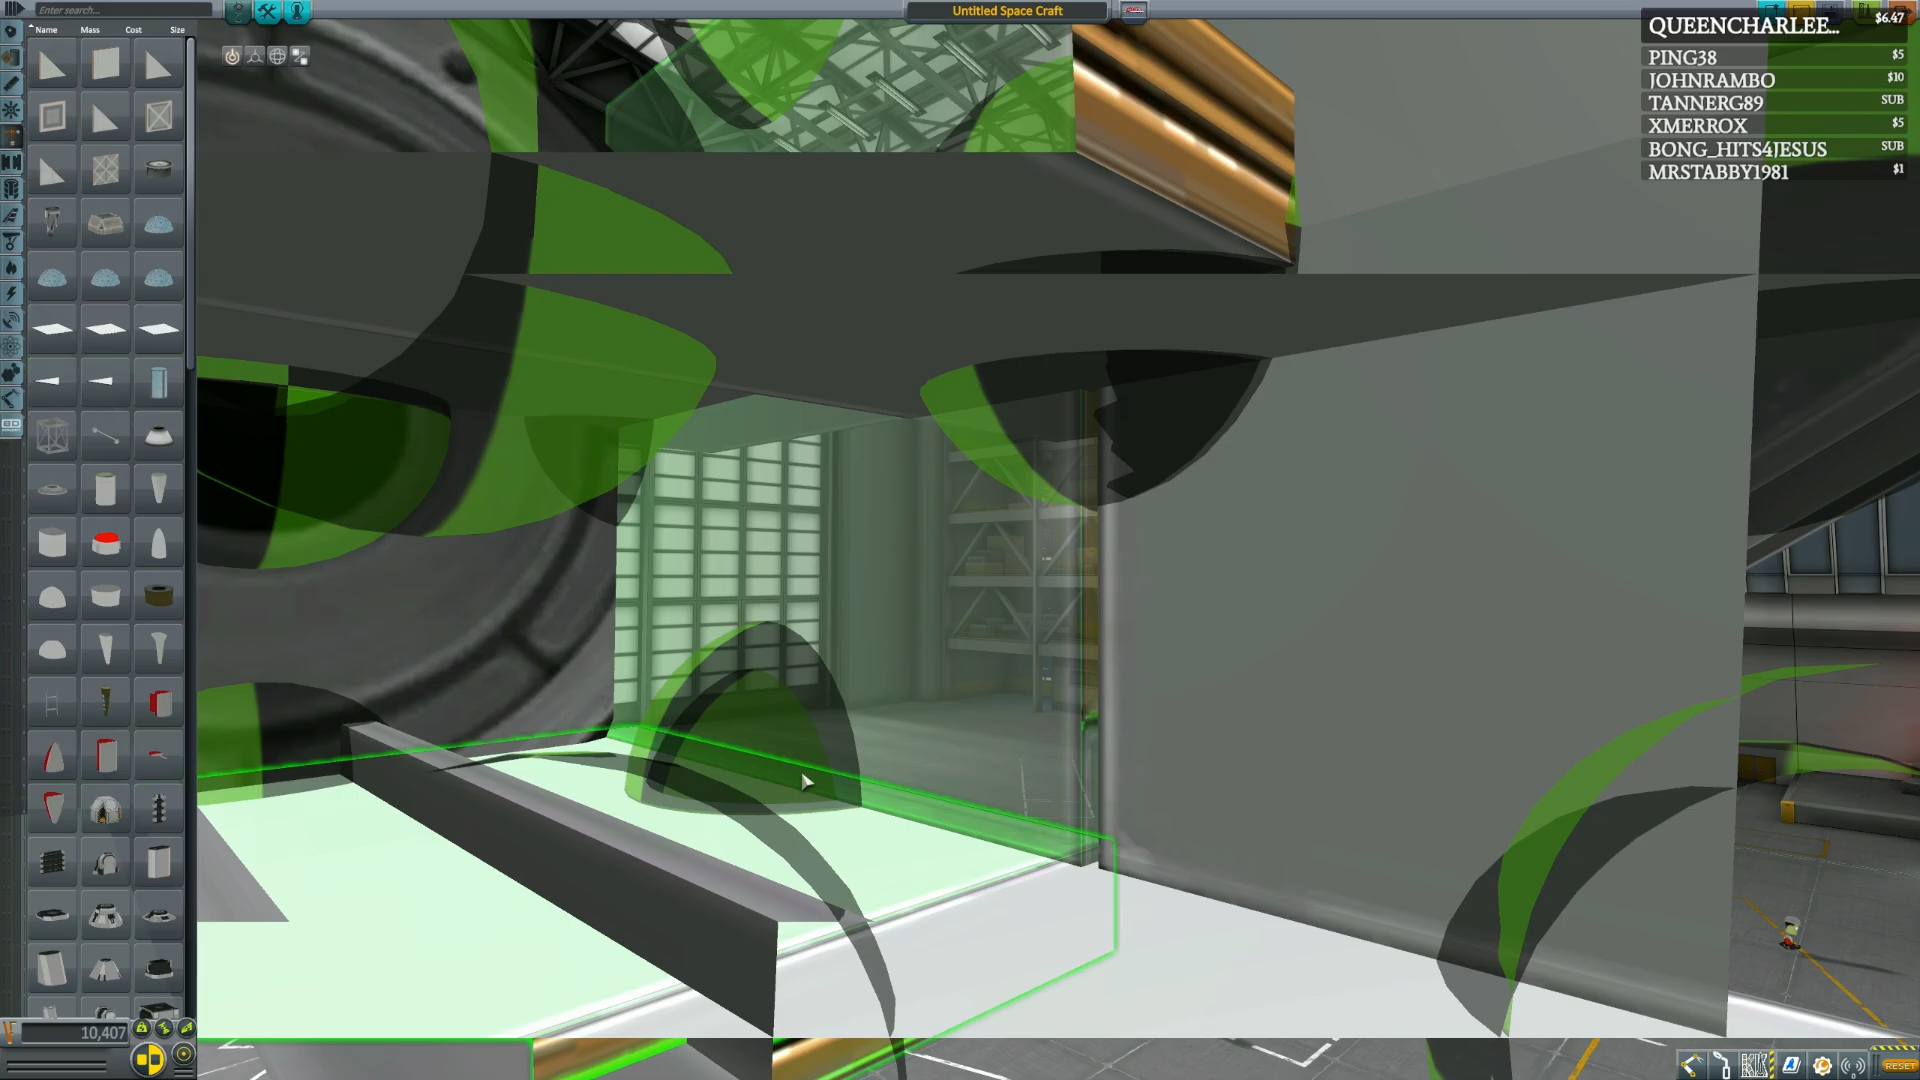 Enter search...
Untitled Space Craft
Name Mass Cost Size
QUEENCHARLEE... $6.47
PING38 $5
JOHNRAMBO $10
TANNERG89 SUB
XMERROX $5
BONG_HITS4JESUS SUB
MRSTABBY1981 $1
10,407
RESET